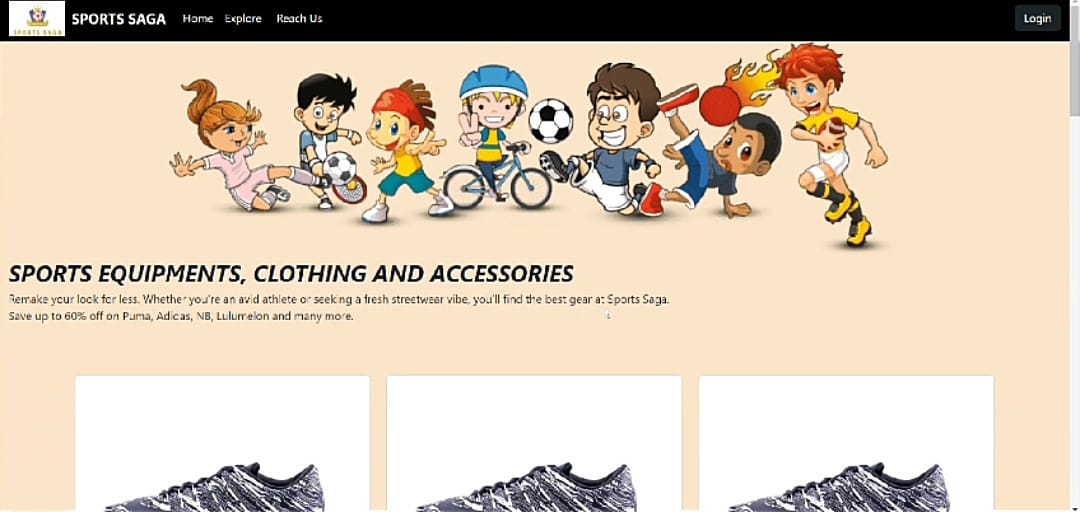 SPORTS SAGA
SPORTS SAGA Home Explore Reach Us Login
SPORTS EQUIPMENTS, CLOTHING AND ACCESSORIES
Remake your look for less. Whether you're an avid athlete or seeking a fresh streetwear vibe, you'll find the best gear at Sports Saga.
Save up to 60% off on Puma, Adicas, NB, Lulumelon and many more.